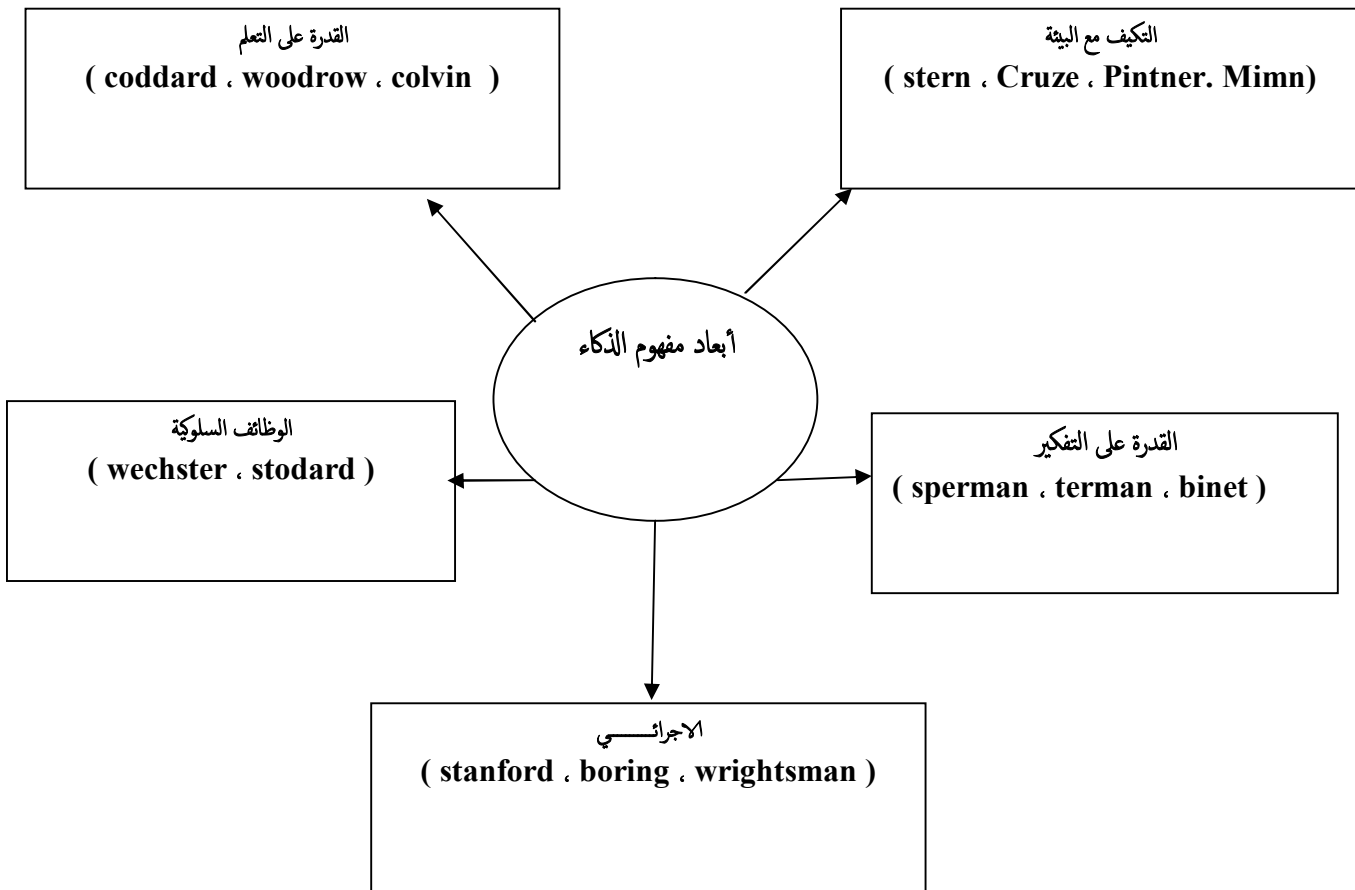 القدرة على التعلم
( coddard ، woodrow ، colvin )
التكيف مع البيئة
( stern ، Cruze ، Pintner. Mimn)
أبعاد مفهوم الذكاء
الوظائف السلوكية
( wechster ، stodard )
القدرة على التفكير
( sperman ، terman ، binet )
الاجرائـــــي
( stanford ، boring ، wrightsman )